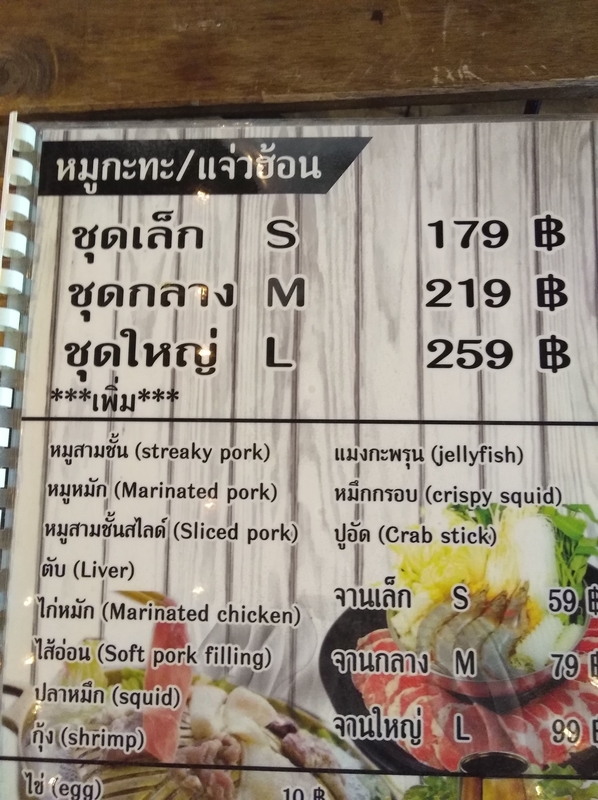 หมูกะทะ/แจ่วฮ้อน
ชุดเล็ก S 179 ฿
ชุดกลาง M 219 ฿
ชุดใหญ่ L 259 ฿
***เพิ่ม***
หมูสามชั้น (streaky pork)
หมูหมัก (Marinated pork)
หมูสามชั้นสไลด์ (Sliced pork)
ตับ (Liver)
ไก่หมัก (Marinated chicken)
ไส้อ่อน (Soft pork filling)
ปลาหมึก (squid)
กุ้ง (shrimp)
แมงกะพรุน (jellyfish)
หมึกกรอบ (crispy squid)
ปูอัด (Crab stick)
จานเล็ก S 59 ฿
จานกลาง M 79 ฿
จานใหญ่ L 99 ฿
ไข่ (egg) 10 ฿